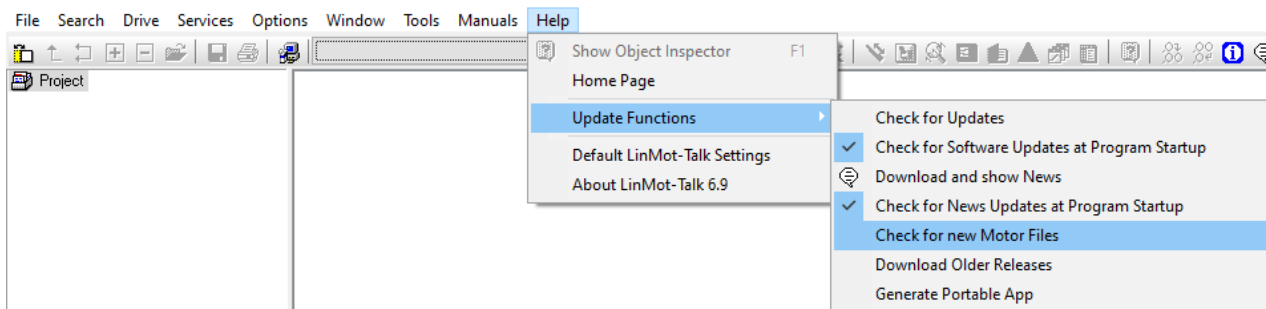 File Search Drive Services Options Window Tools Manuals Help
Show Object Inspector F1
Project
Home Page
Update Functions
Check for Updates
Check for Software Updates at Program Startup
Default LinMot-Talk Settings
Download and show News
About LinMot-Talk 6.9
Check for News Updates at Program Startup
Check for new Motor Files
Download Older Releases
Generate Portable App